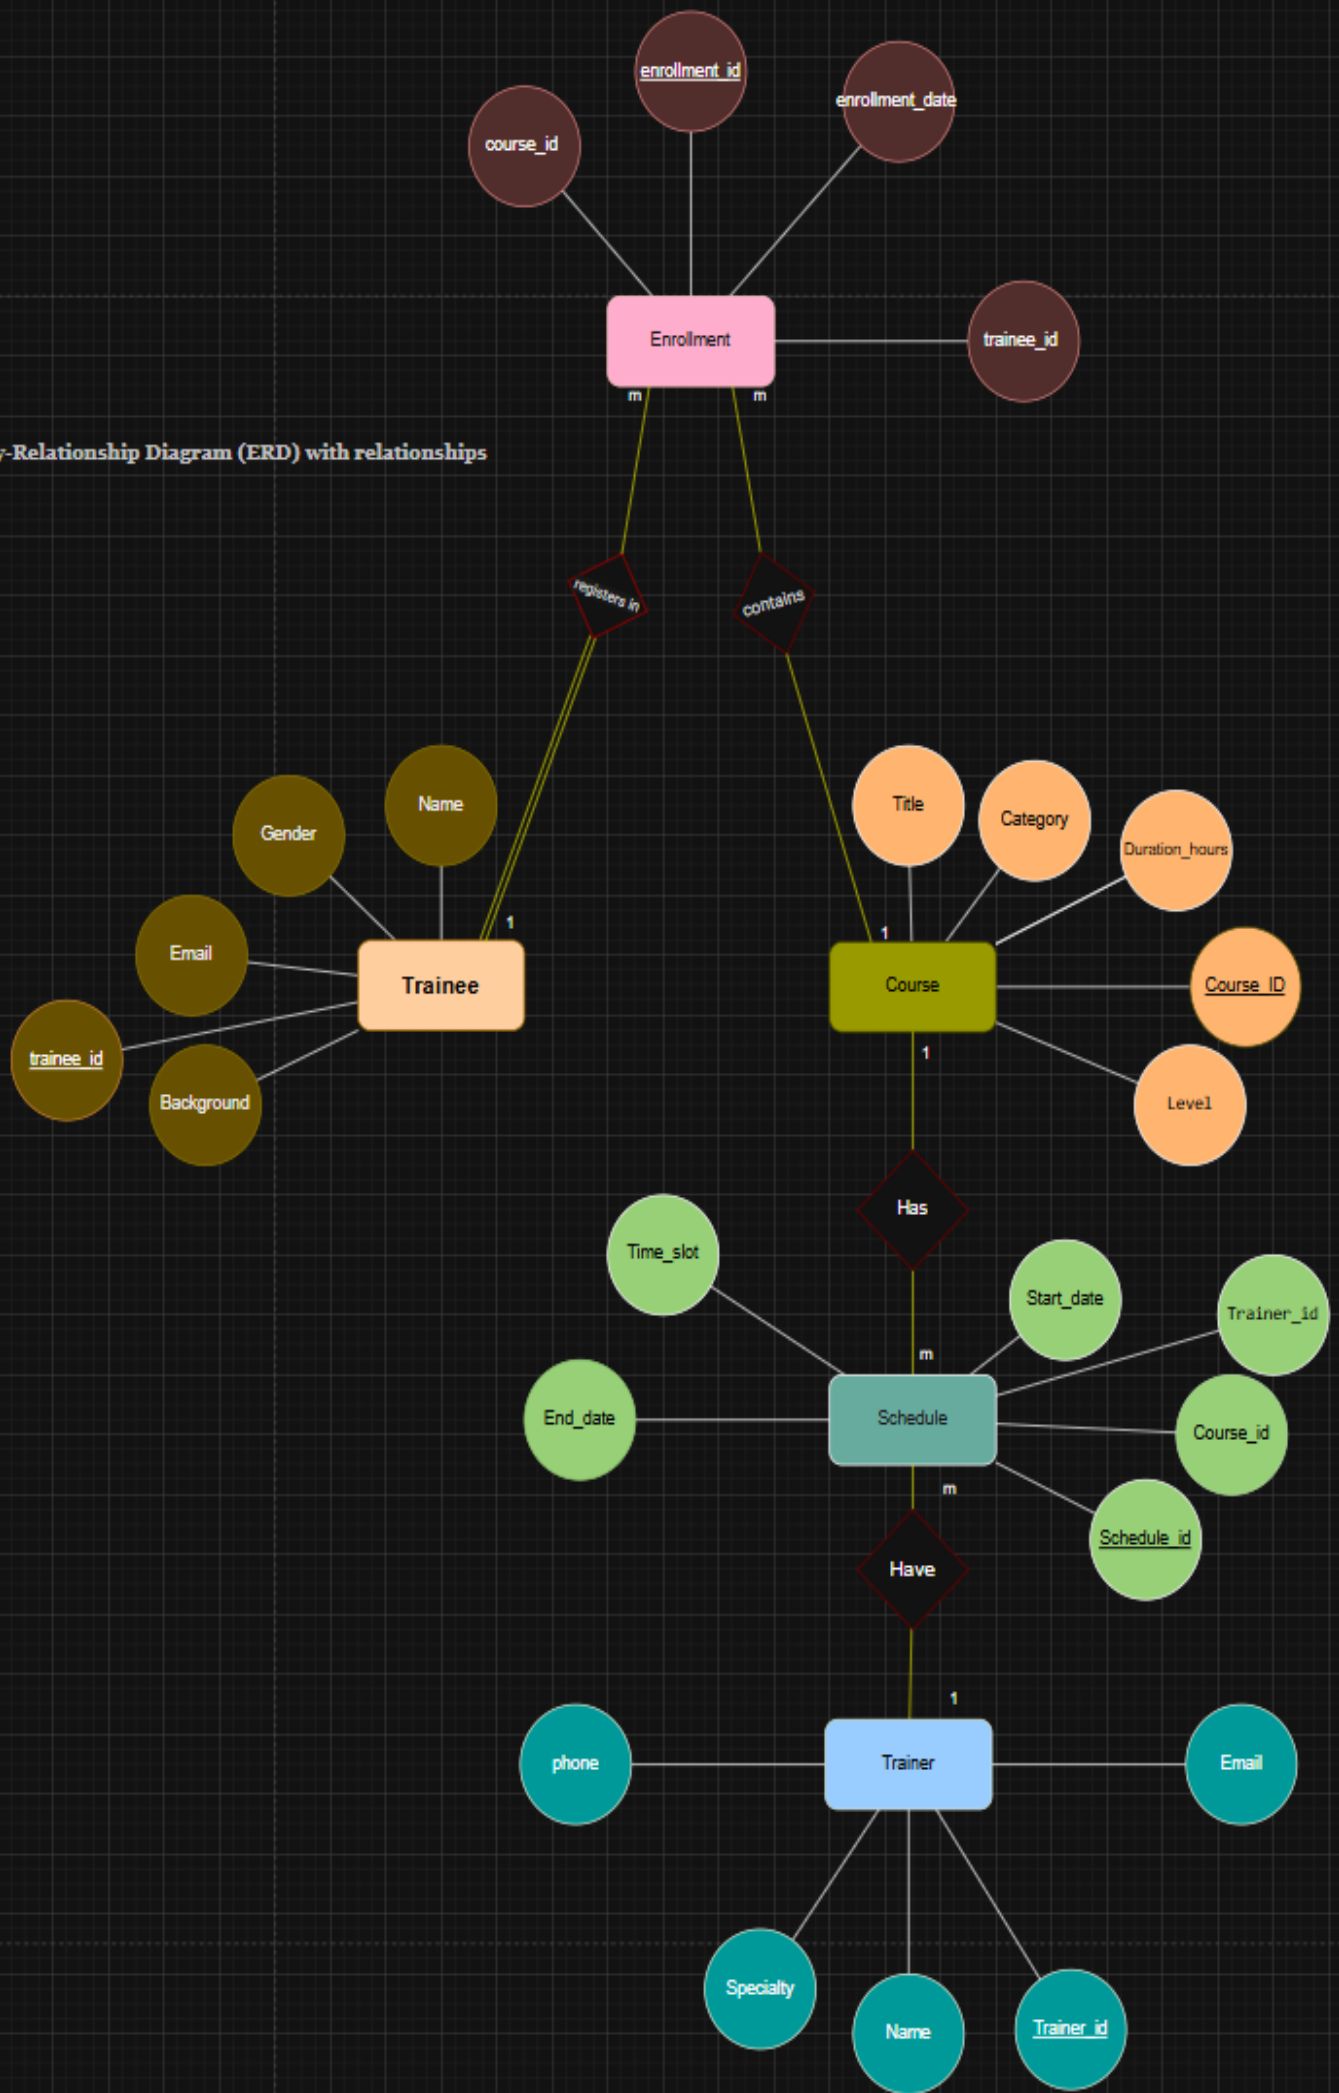 enrollment_id
enrollment_date
course_id
Enrollment
trainee_id
m
m
y-Relationship Diagram (ERD) with relationships
registers in
contains
Name
Title
Category
Gender
Duration_hours
1
1
Email
Trainee
Course
Course_ID
trainee_id
1
Background
Level
Has
Time_slot
Start_date
Trainer_id
m
End_date
Schedule
Course_id
m
Schedule_id
Have
1
phone
Trainer
Email
Specialty
Name
Trainer_id